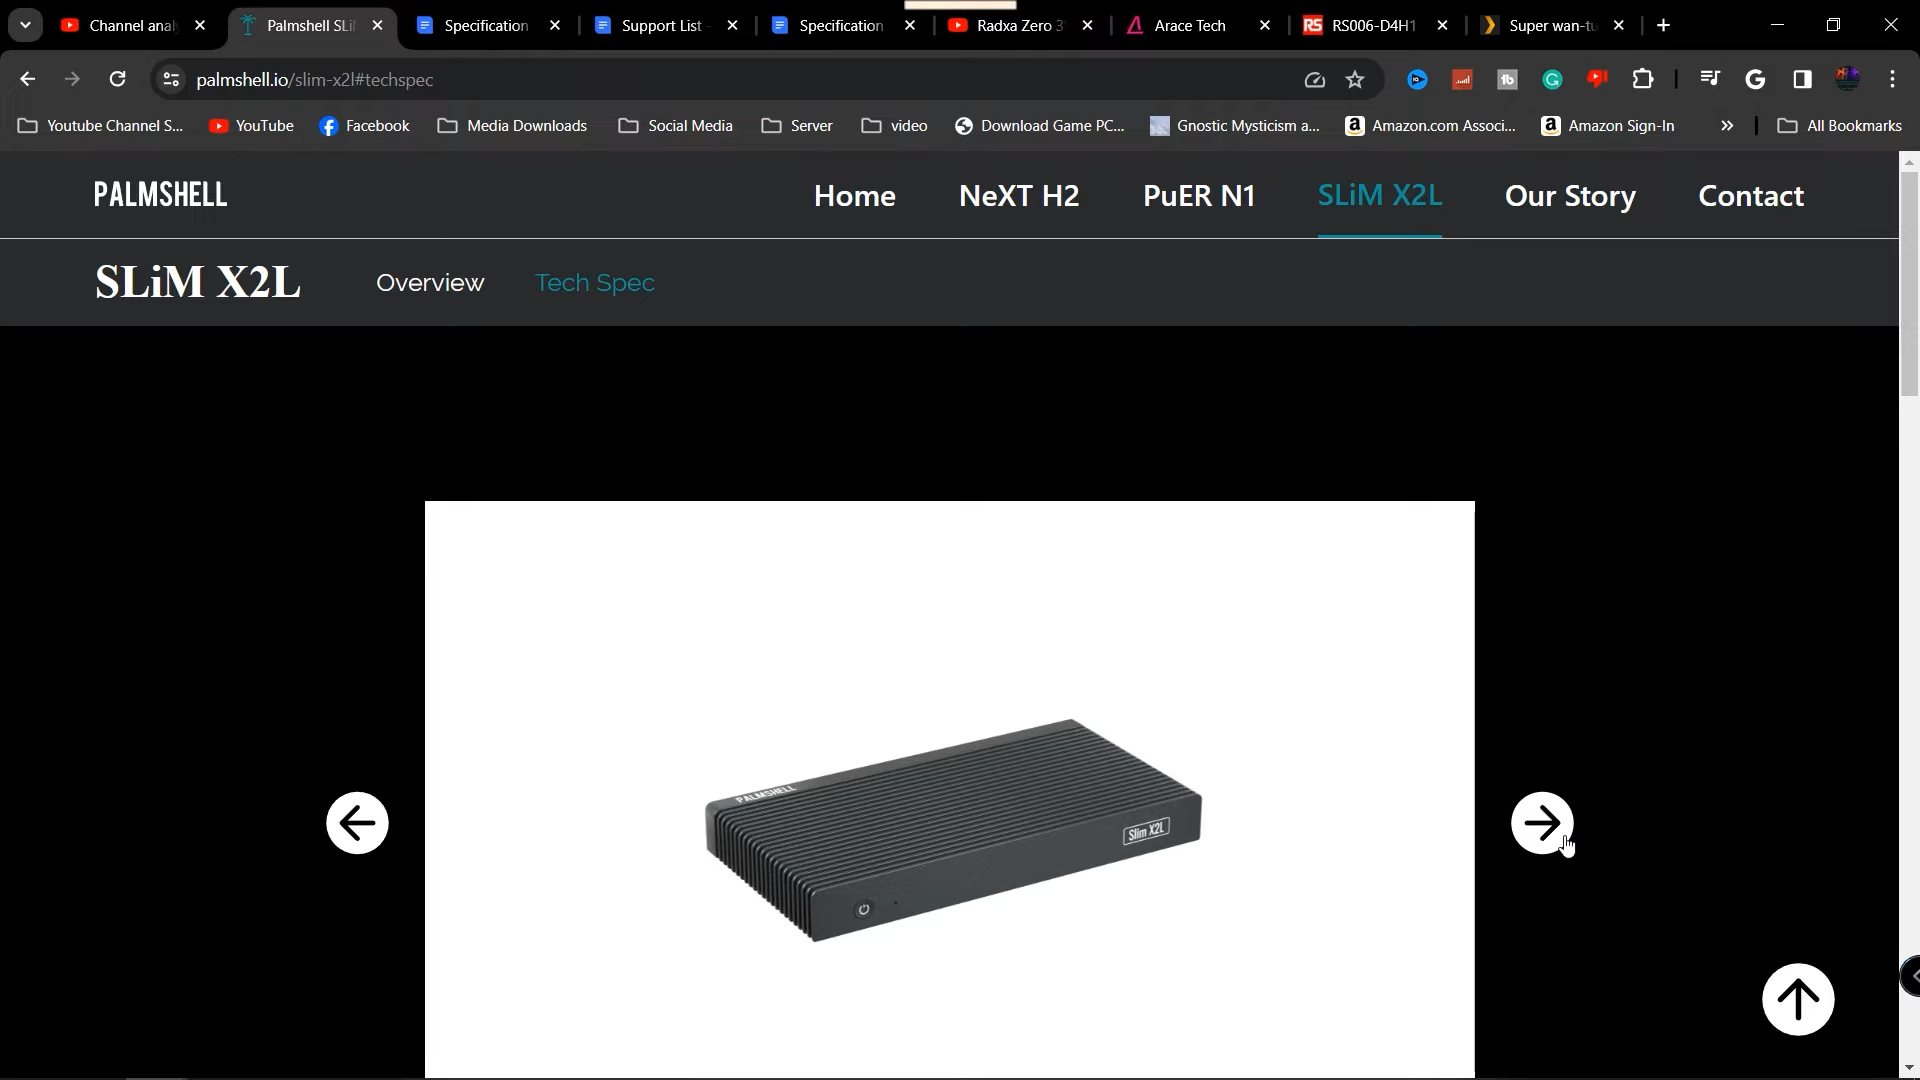 Channel anal
Palmshell SLi
Specification
Support List -
Specification
Radxa Zero 3
Arace Tech
RS
RS006-D4H1
Super wan-tu
palmshell.io/slim-x2l#techspec
Youtube Channel S...
YouTube
Facebook
Media Downloads
Social Media
Server
video
Download Game PC...
Gnostic Mysticism a...
Amazon.com Associ...
Amazon Sign-In
All Bookmarks
PALMSHELL
Home
NeXT H2
PuER N1
SLiM X2L
Our Story
Contact
SLiM X2L
Overview
Tech Spec
PALMSHELL
Slim X2L